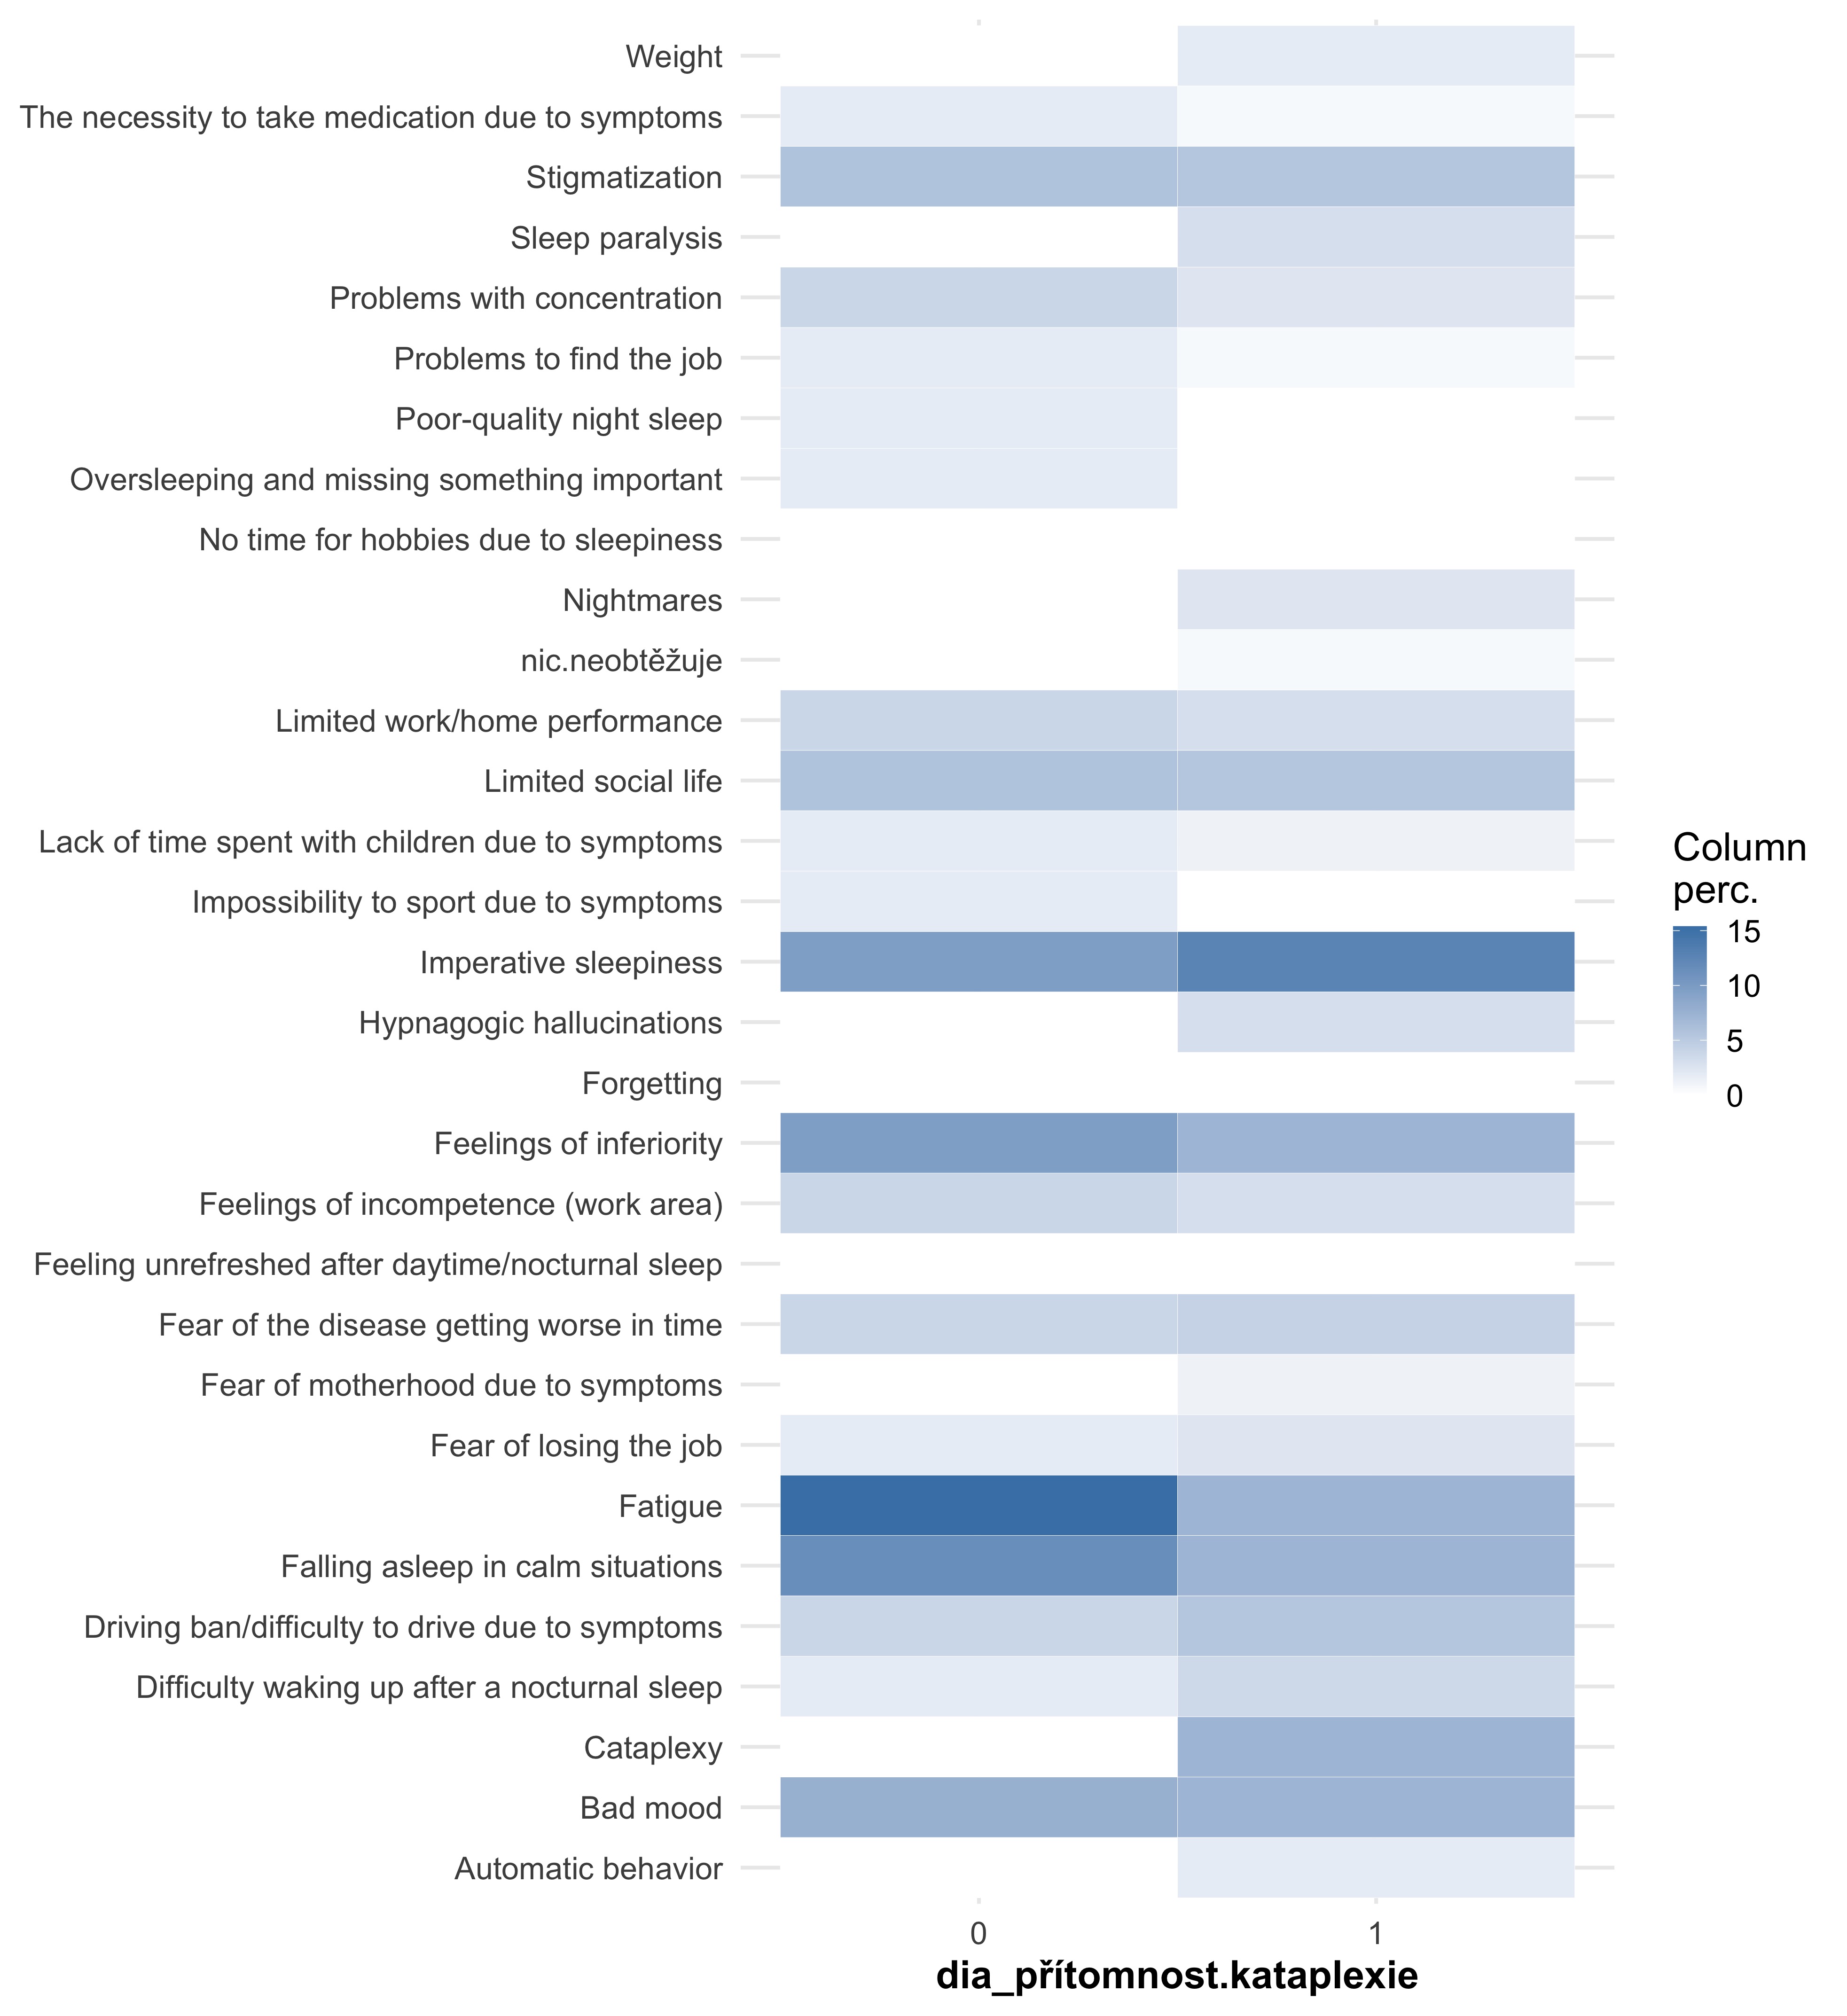 Weight
The necessity to take medication due to symptoms
Stigmatization
Sleep paralysis
Problems with concentration
Problems to find the job
Poor-quality night sleep
Oversleeping and missing something important
No time for hobbies due to sleepiness
Nightmares
nic.neobtěžuje
Limited work/home performance
Limited social life
Lack of time spent with children due to symptoms
Impossibility to sport due to symptoms
Imperative sleepiness
Hypnagogic hallucinations
Forgetting
Feelings of inferiority
Feelings of incompetence (work area)
Feeling unrefreshed after daytime/nocturnal sleep
Fear of the disease getting worse in time
Fear of motherhood due to symptoms
Fear of losing the job
Fatigue
Falling asleep in calm situations
Driving ban/difficulty to drive due to symptoms
Difficulty waking up after a nocturnal sleep
Cataplexy
Bad mood
Automatic behavior
0
1
dia_přítomnost.kataplexie
Column
perc.
15
10
5
0